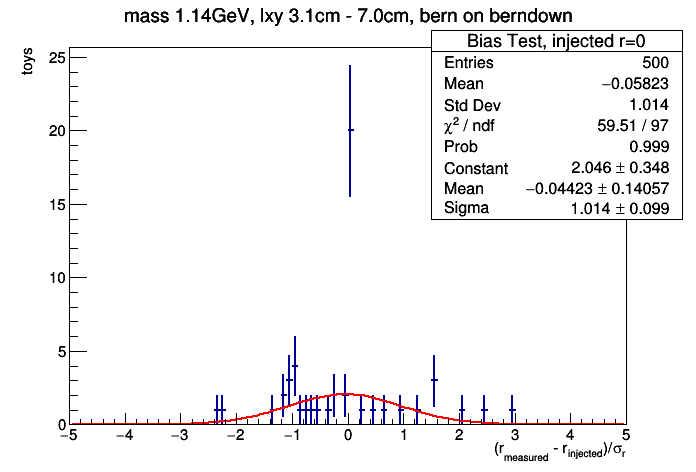 mass 1.14GeV, lxy 3.1cm - 7.0cm, bern on berndown
Bias Test, injected r=0
Entries 500
Mean −0.05823
Std Dev 1.014
χ² / ndf 59.51 / 97
Prob 0.999
Constant 2.046 ± 0.348
Mean −0.04423 ± 0.14057
Sigma 1.014 ± 0.099
toys
25
20
15
10
5
0
−5 −4 −3 −2 −1 0 1 2 3 4 5
(r_measured - r_injected)/σ_r